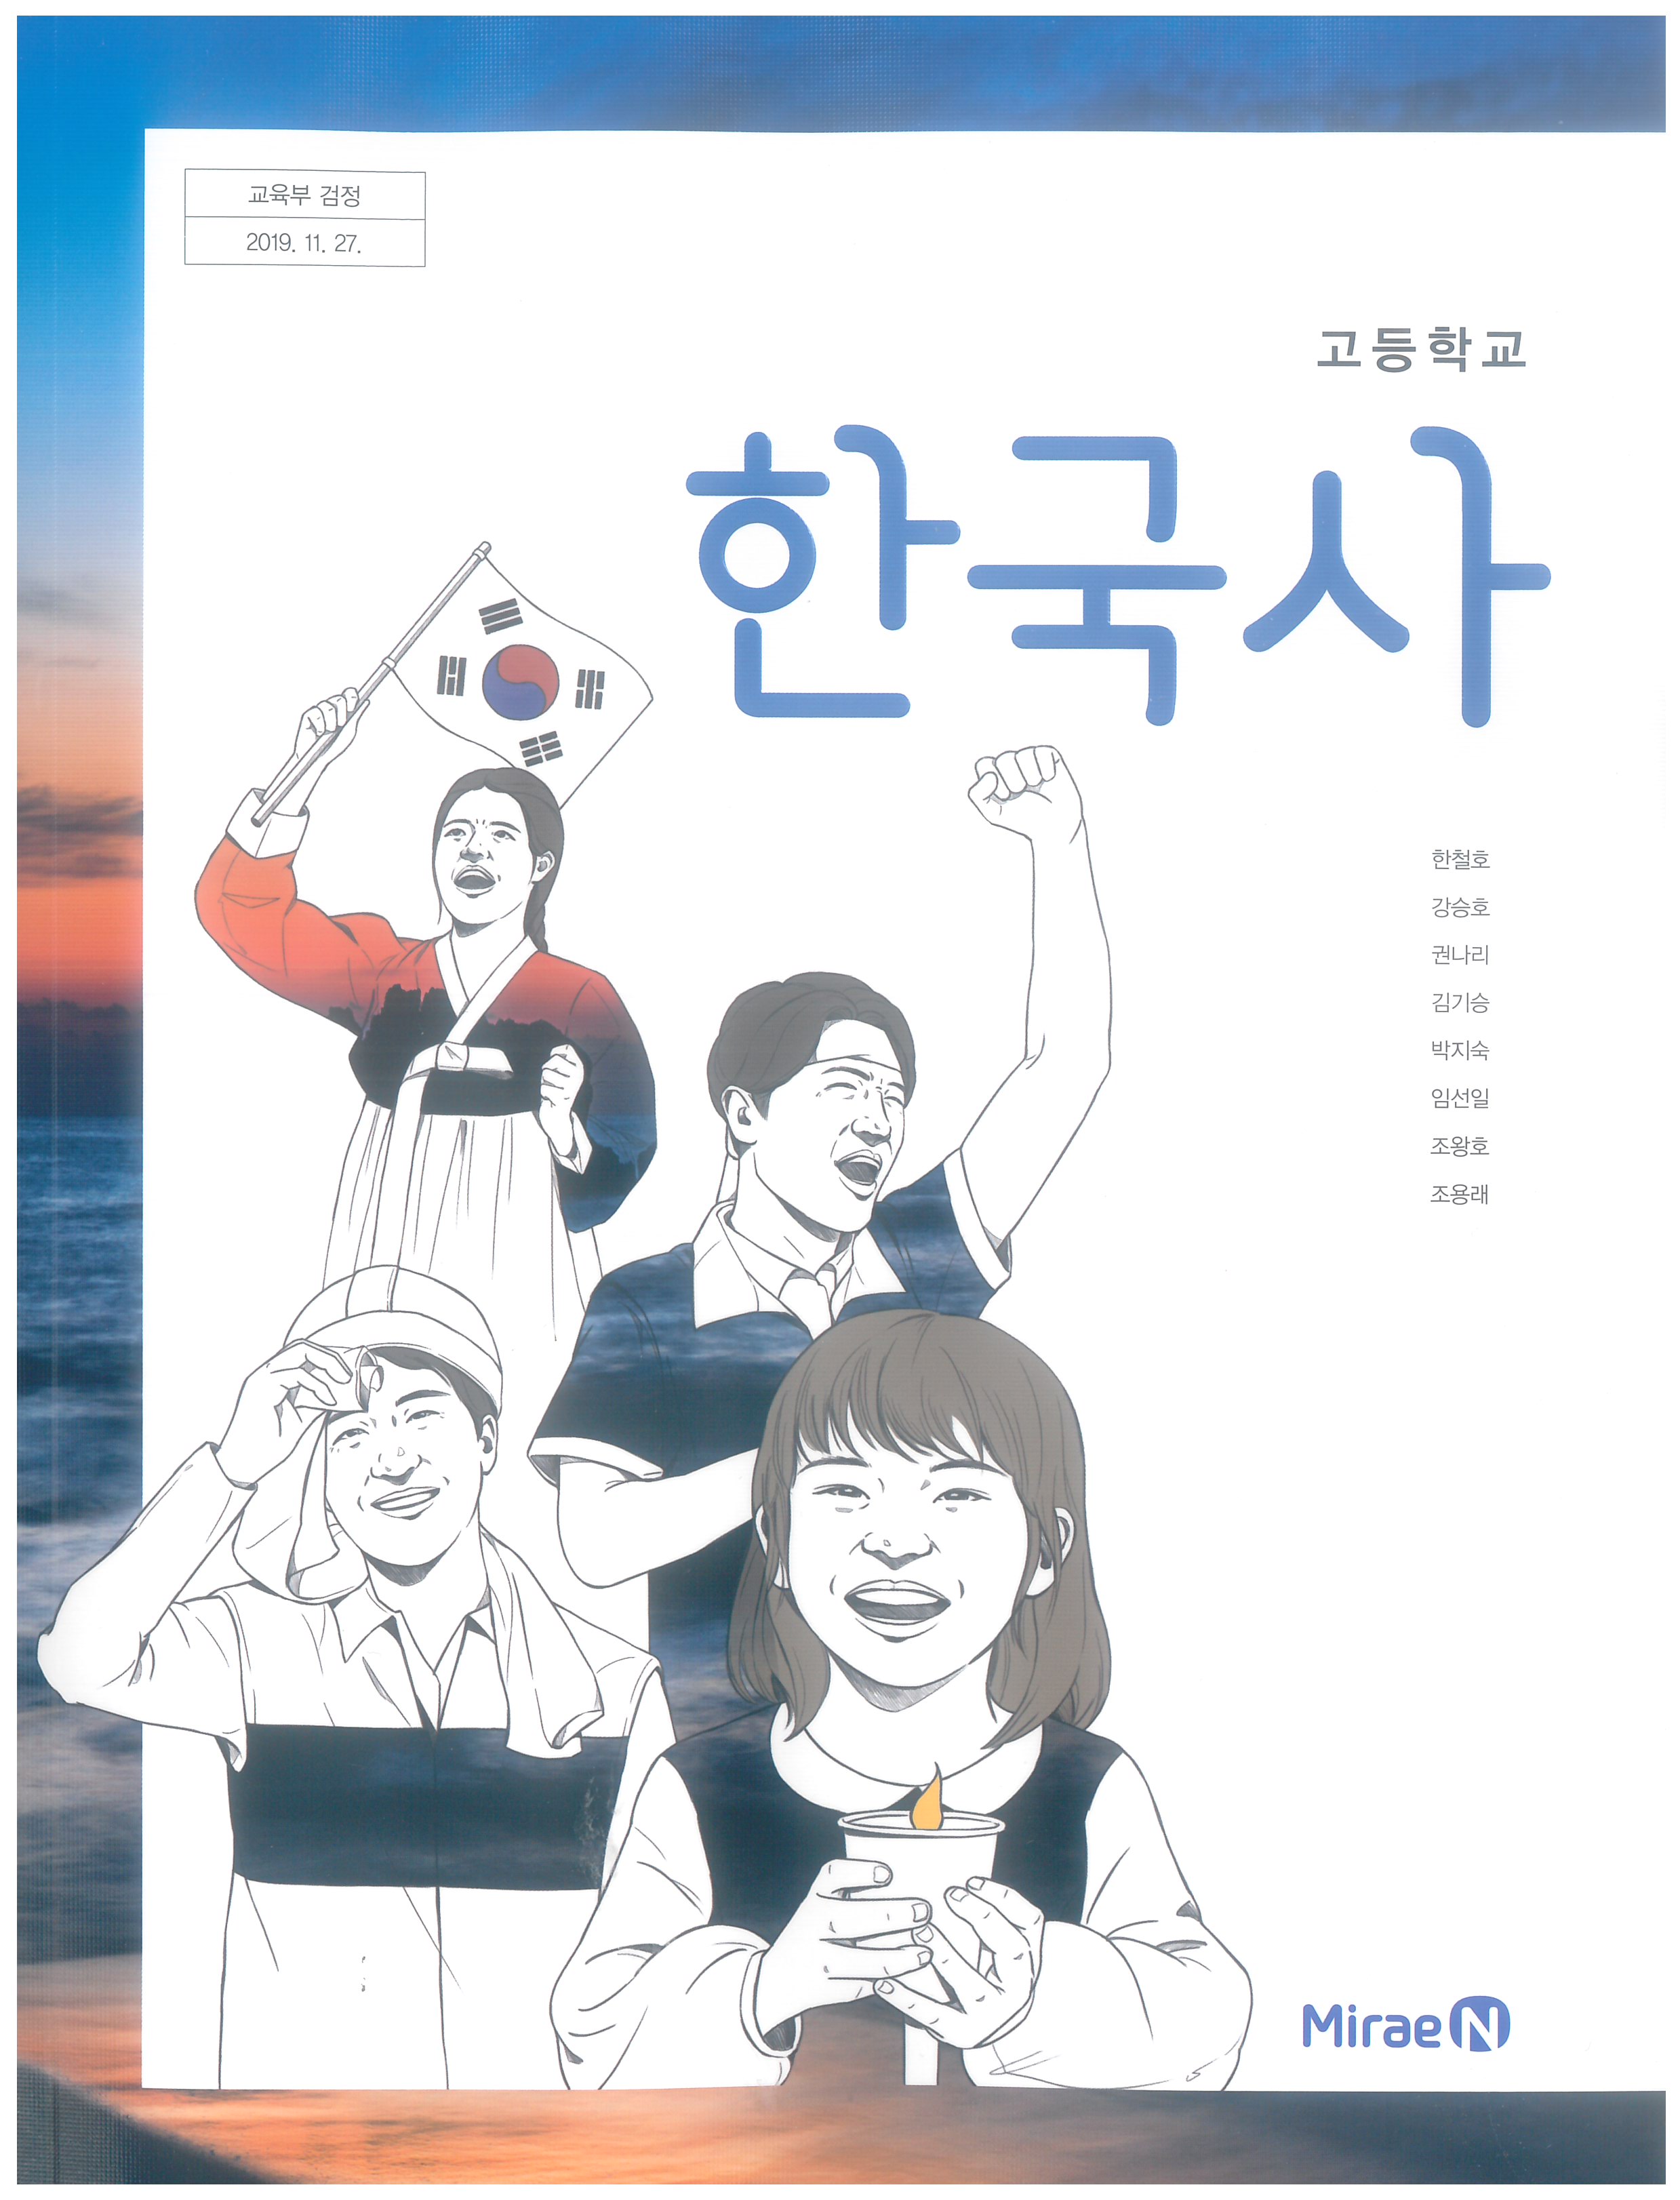 교육부 검정
2019. 11. 27.
고등학교
한국사
한철호
강승호
권나리
김기승
박지숙
임선일
조왕호
조용래
Mirae N